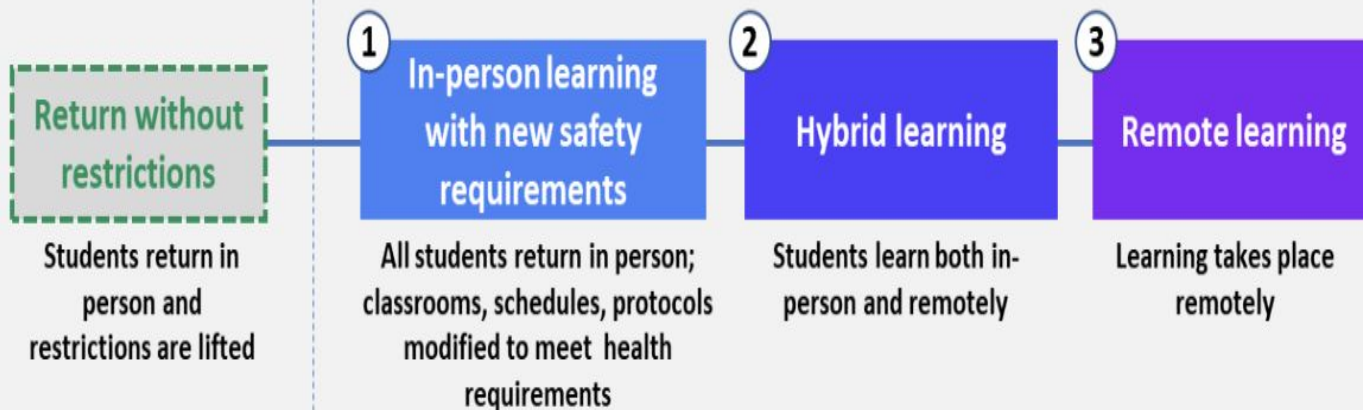 Return without
restrictions
Students return in
person and
restrictions are lifted
1
In-person learning
with new safety
requirements
All students return in person;
classrooms, schedules, protocols
modified to meet health
requirements
2
Hybrid learning
Students learn both in-
person and remotely
3
Remote learning
Learning takes place
remotely